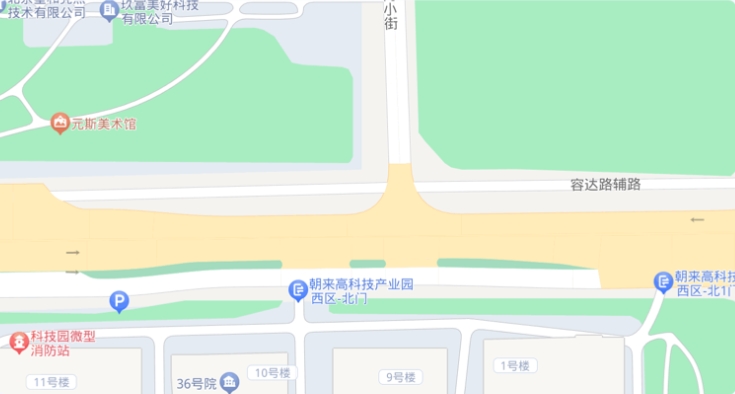 技术有限公司
玖富美好科技
有限公司
小街
元斯美术馆
容达路辅路
朝来高科技产业园
西区-北门
朝来高科技
西区-北1门
P
科技园微型
消防站
11号楼
36号院
10号楼
9号楼
1号楼